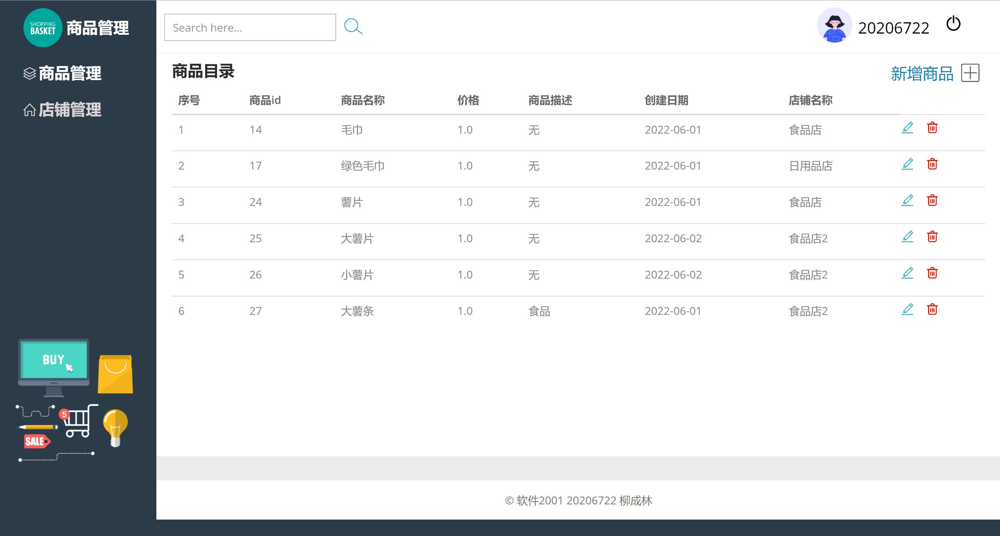 SHOPPING
BASKET
商品管理
商品管理
店铺管理
BUY
5
SALE
Search here...
20206722
商品目录
新增商品
序号 商品id 商品名称 价格 商品描述 创建日期 店铺名称
1 14 毛巾 1.0 无 2022-06-01 食品店
2 17 绿色毛巾 1.0 无 2022-06-01 日用品店
3 24 薯片 1.0 无 2022-06-01 食品店
4 25 大薯片 1.0 无 2022-06-02 食品店2
5 26 小薯片 1.0 无 2022-06-02 食品店2
6 27 大薯条 1.0 食品 2022-06-01 食品店2
© 软件2001 20206722 柳成林